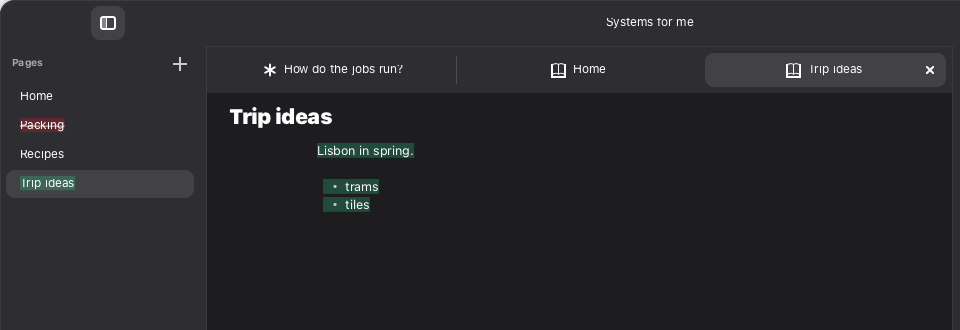 Systems for me
Pages
How do the jobs run?
Home
Trip ideas
Home
Packing
Recipes
Trip ideas
Trip ideas
Lisbon in spring.
• trams
• tiles